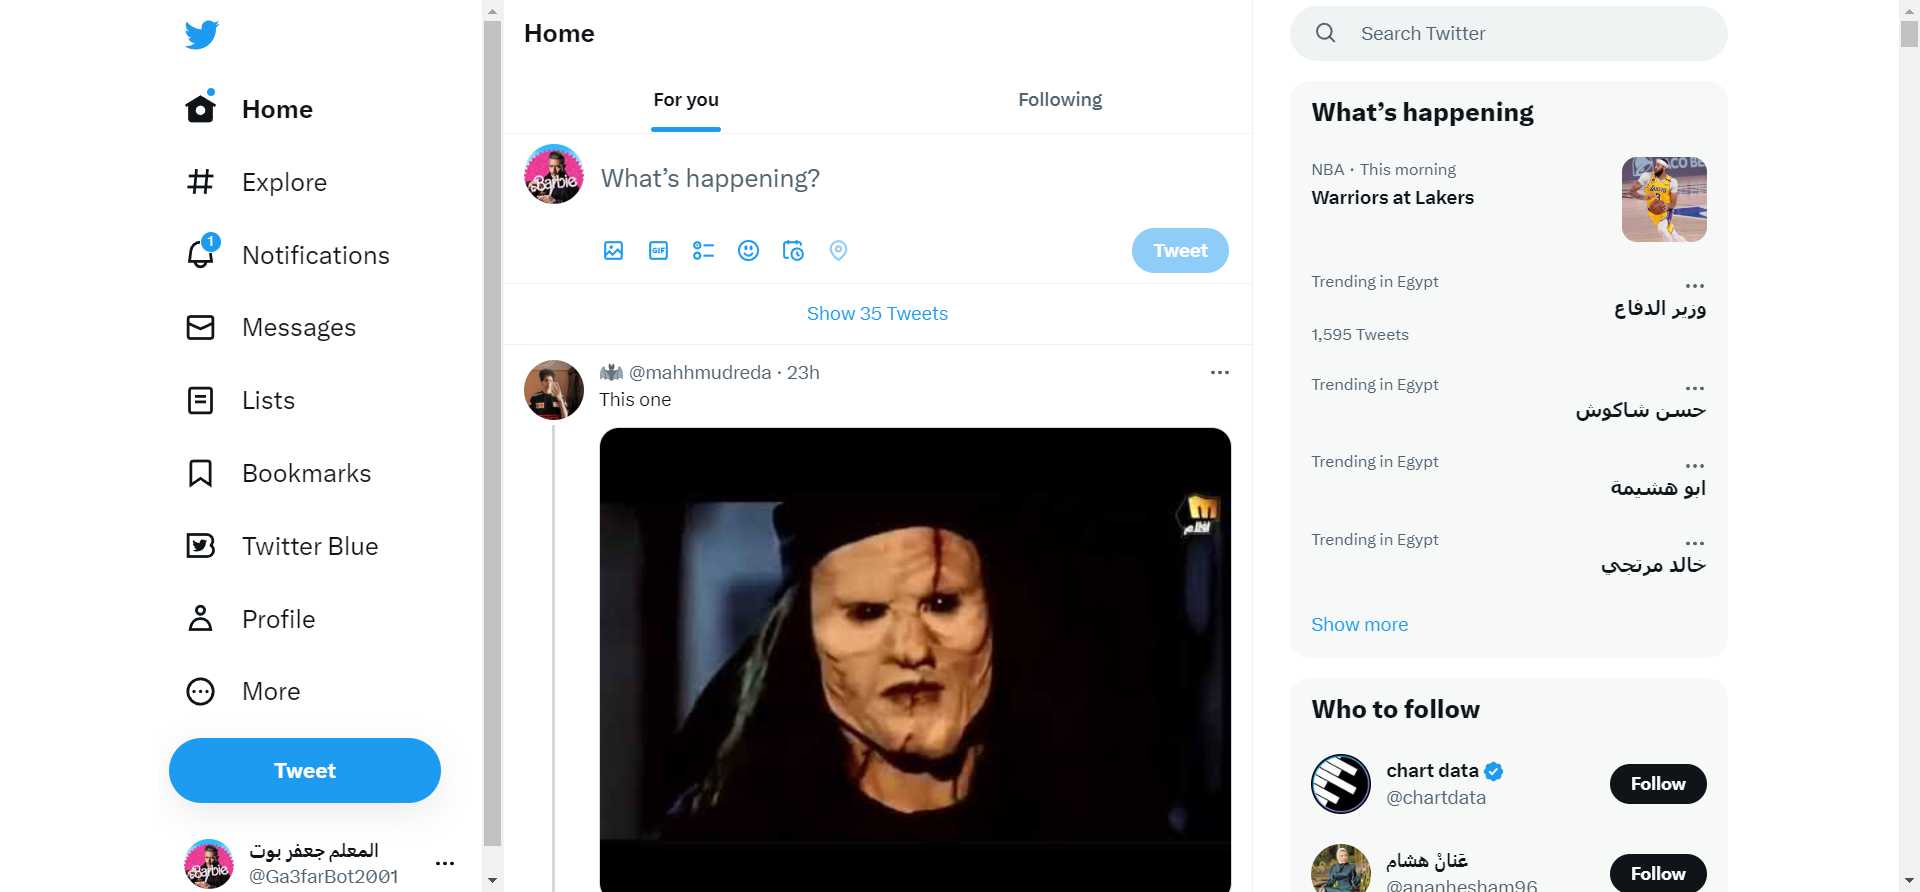 Home
Explore
1
Notifications
Messages
Lists
Bookmarks
Twitter Blue
Profile
More
Tweet
المعلم جعفر بوت
@Ga3farBot2001
Home
For you
Following
Barbie
What's happening?
GIF
Tweet
Show 35 Tweets
@mahhmudreda · 23h
This one
افلام
Search Twitter
What's happening
NBA · This morning
Warriors at Lakers
Trending in Egypt
وزير الدفاع
1,595 Tweets
Trending in Egypt
حسن شاكوش
Trending in Egypt
ابو هشيمة
Trending in Egypt
خالد مرتجي
Show more
Who to follow
chart data
@chartdata
Follow
عَنانْ هشام
@ananhesham96
Follow